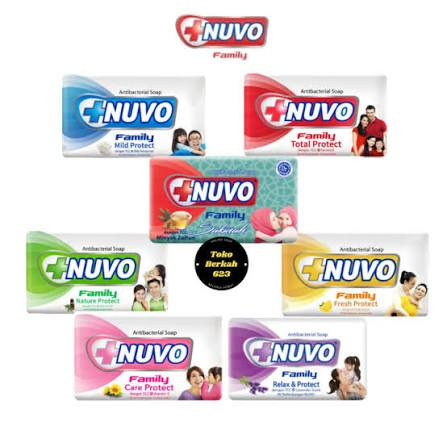 NUVO
Family
Antibacterial Soap
NUVO
Family
Mild Protect
Antibacterial Soap
NUVO
Family
Total Protect
NUVO
Family
Minyak Zaitun
Toko
Berkah
623
Antibacterial Soap
NUVO
Family
Nature Protect
Antibacterial Soap
NUVO
Family
Fresh Protect
Antibacterial Soap
NUVO
Family
Care Protect
Antibacterial Soap
NUVO
Family
Relax & Protect